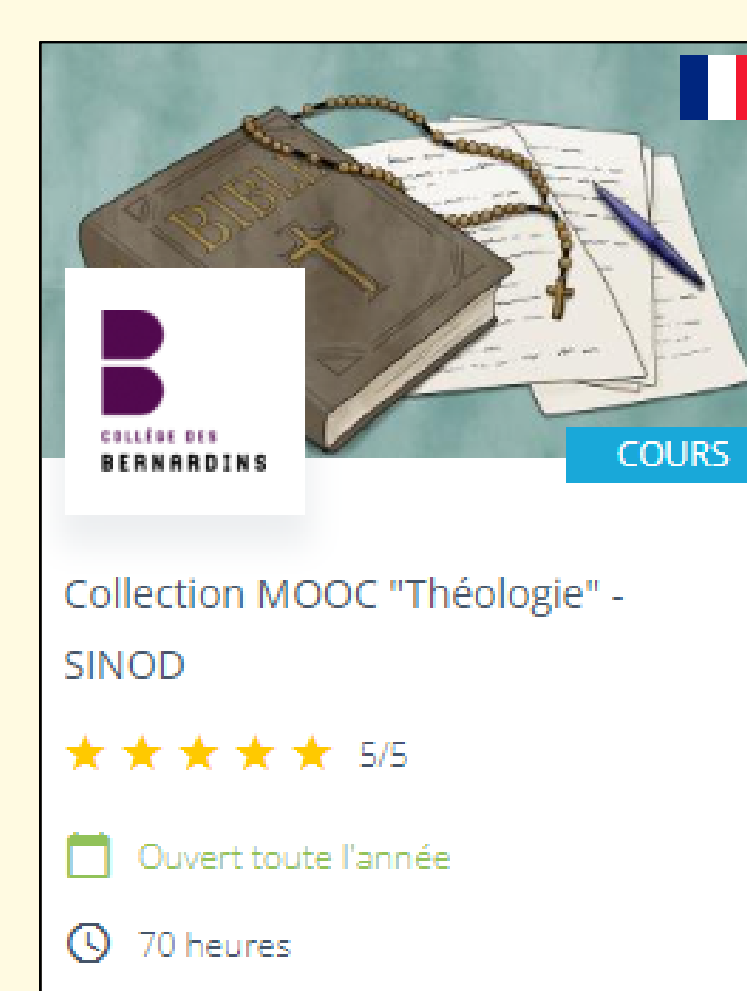 BIBLE
COLLÈGE DES
BERNARDINS
COURS
Collection MOOC "Théologie" -
SINOD
5/5
Ouvert toute l'année
70 heures